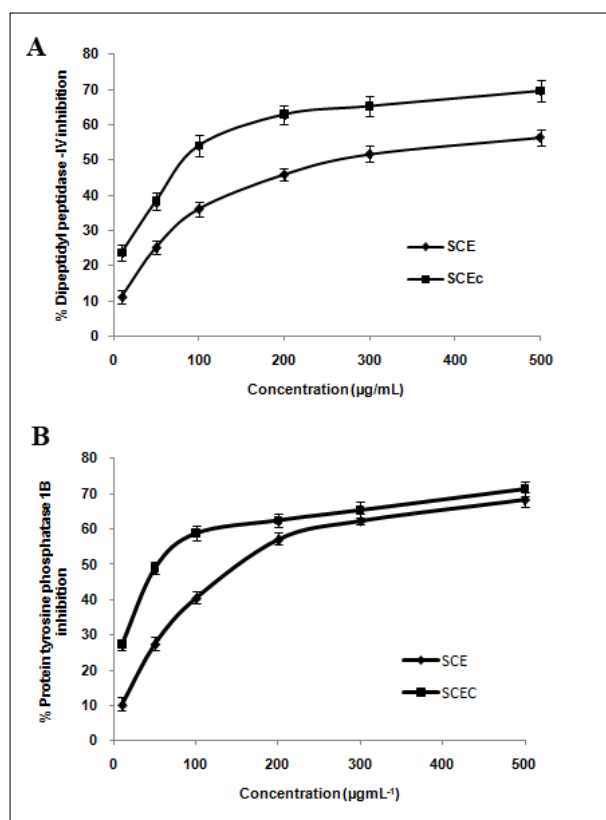 A
80
70
60
50
40
30
20
10
0
% Dipeptidyl peptidase -IV inhibition
SCE
SCEc
0 100 200 300 400 500
Concentration (µg/mL)
B
80
70
60
50
40
30
20
10
0
% Protein tyrosine phosphatase 1B
inhibition
SCE
SCEC
0 100 200 300 400 500
Concentration (µgmL⁻¹)